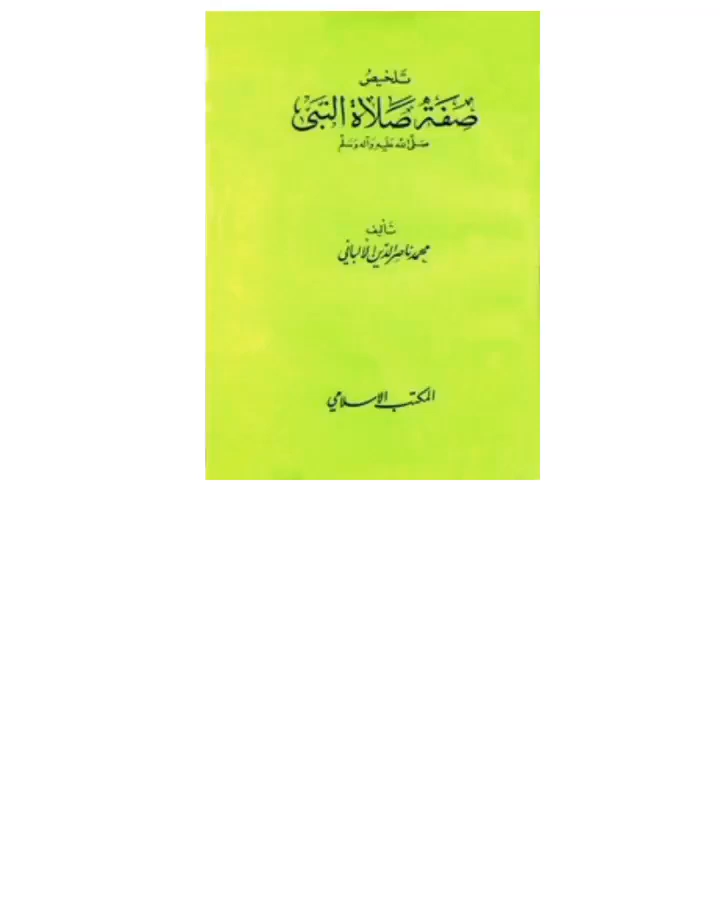 تلخيص
صفة صلاة النبي
صلى الله عليه وآله وسلم
تأليف
محمد ناصر الدين الألباني
المكتب الإسلامي